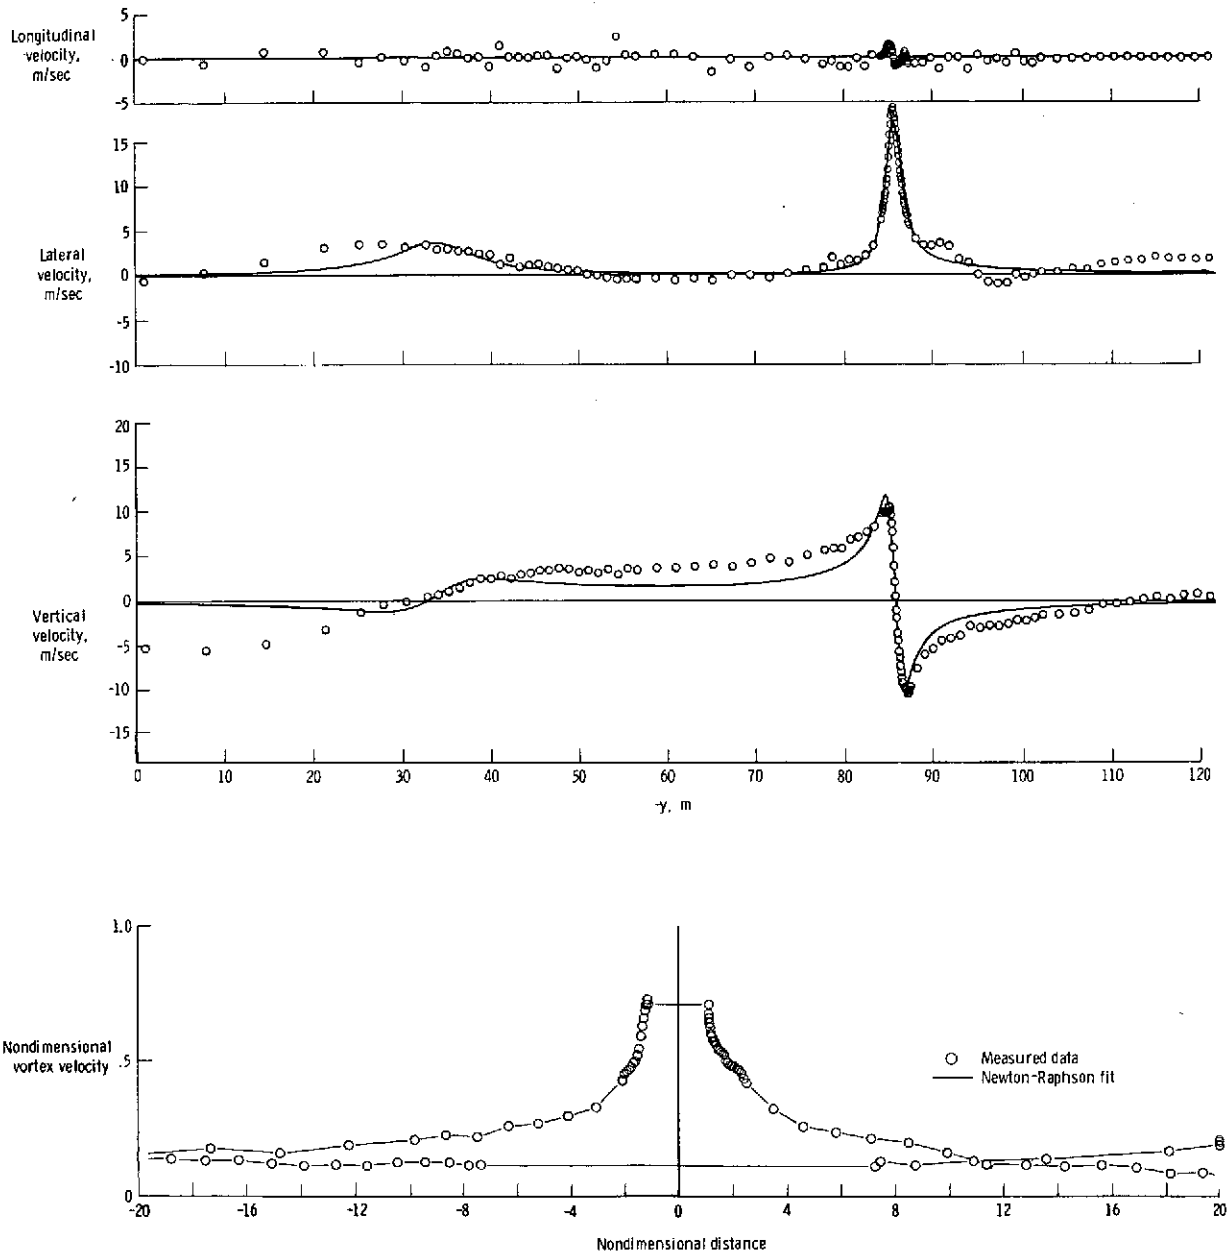 Longitudinal
velocity,
m/sec
5
0
-5
Lateral
velocity,
m/sec
15
10
5
0
-5
-10
Vertical
velocity,
m/sec
20
15
10
5
0
-5
-10
-15
0 10 20 30 40 50 60 70 80 90 100 110 120
-y, m
Nondimensional
vortex velocity
1.0
.5
0
Measured data
Newton-Raphson fit
-20 -16 -12 -8 -4 0 4 8 12 16 20
Nondimensional distance